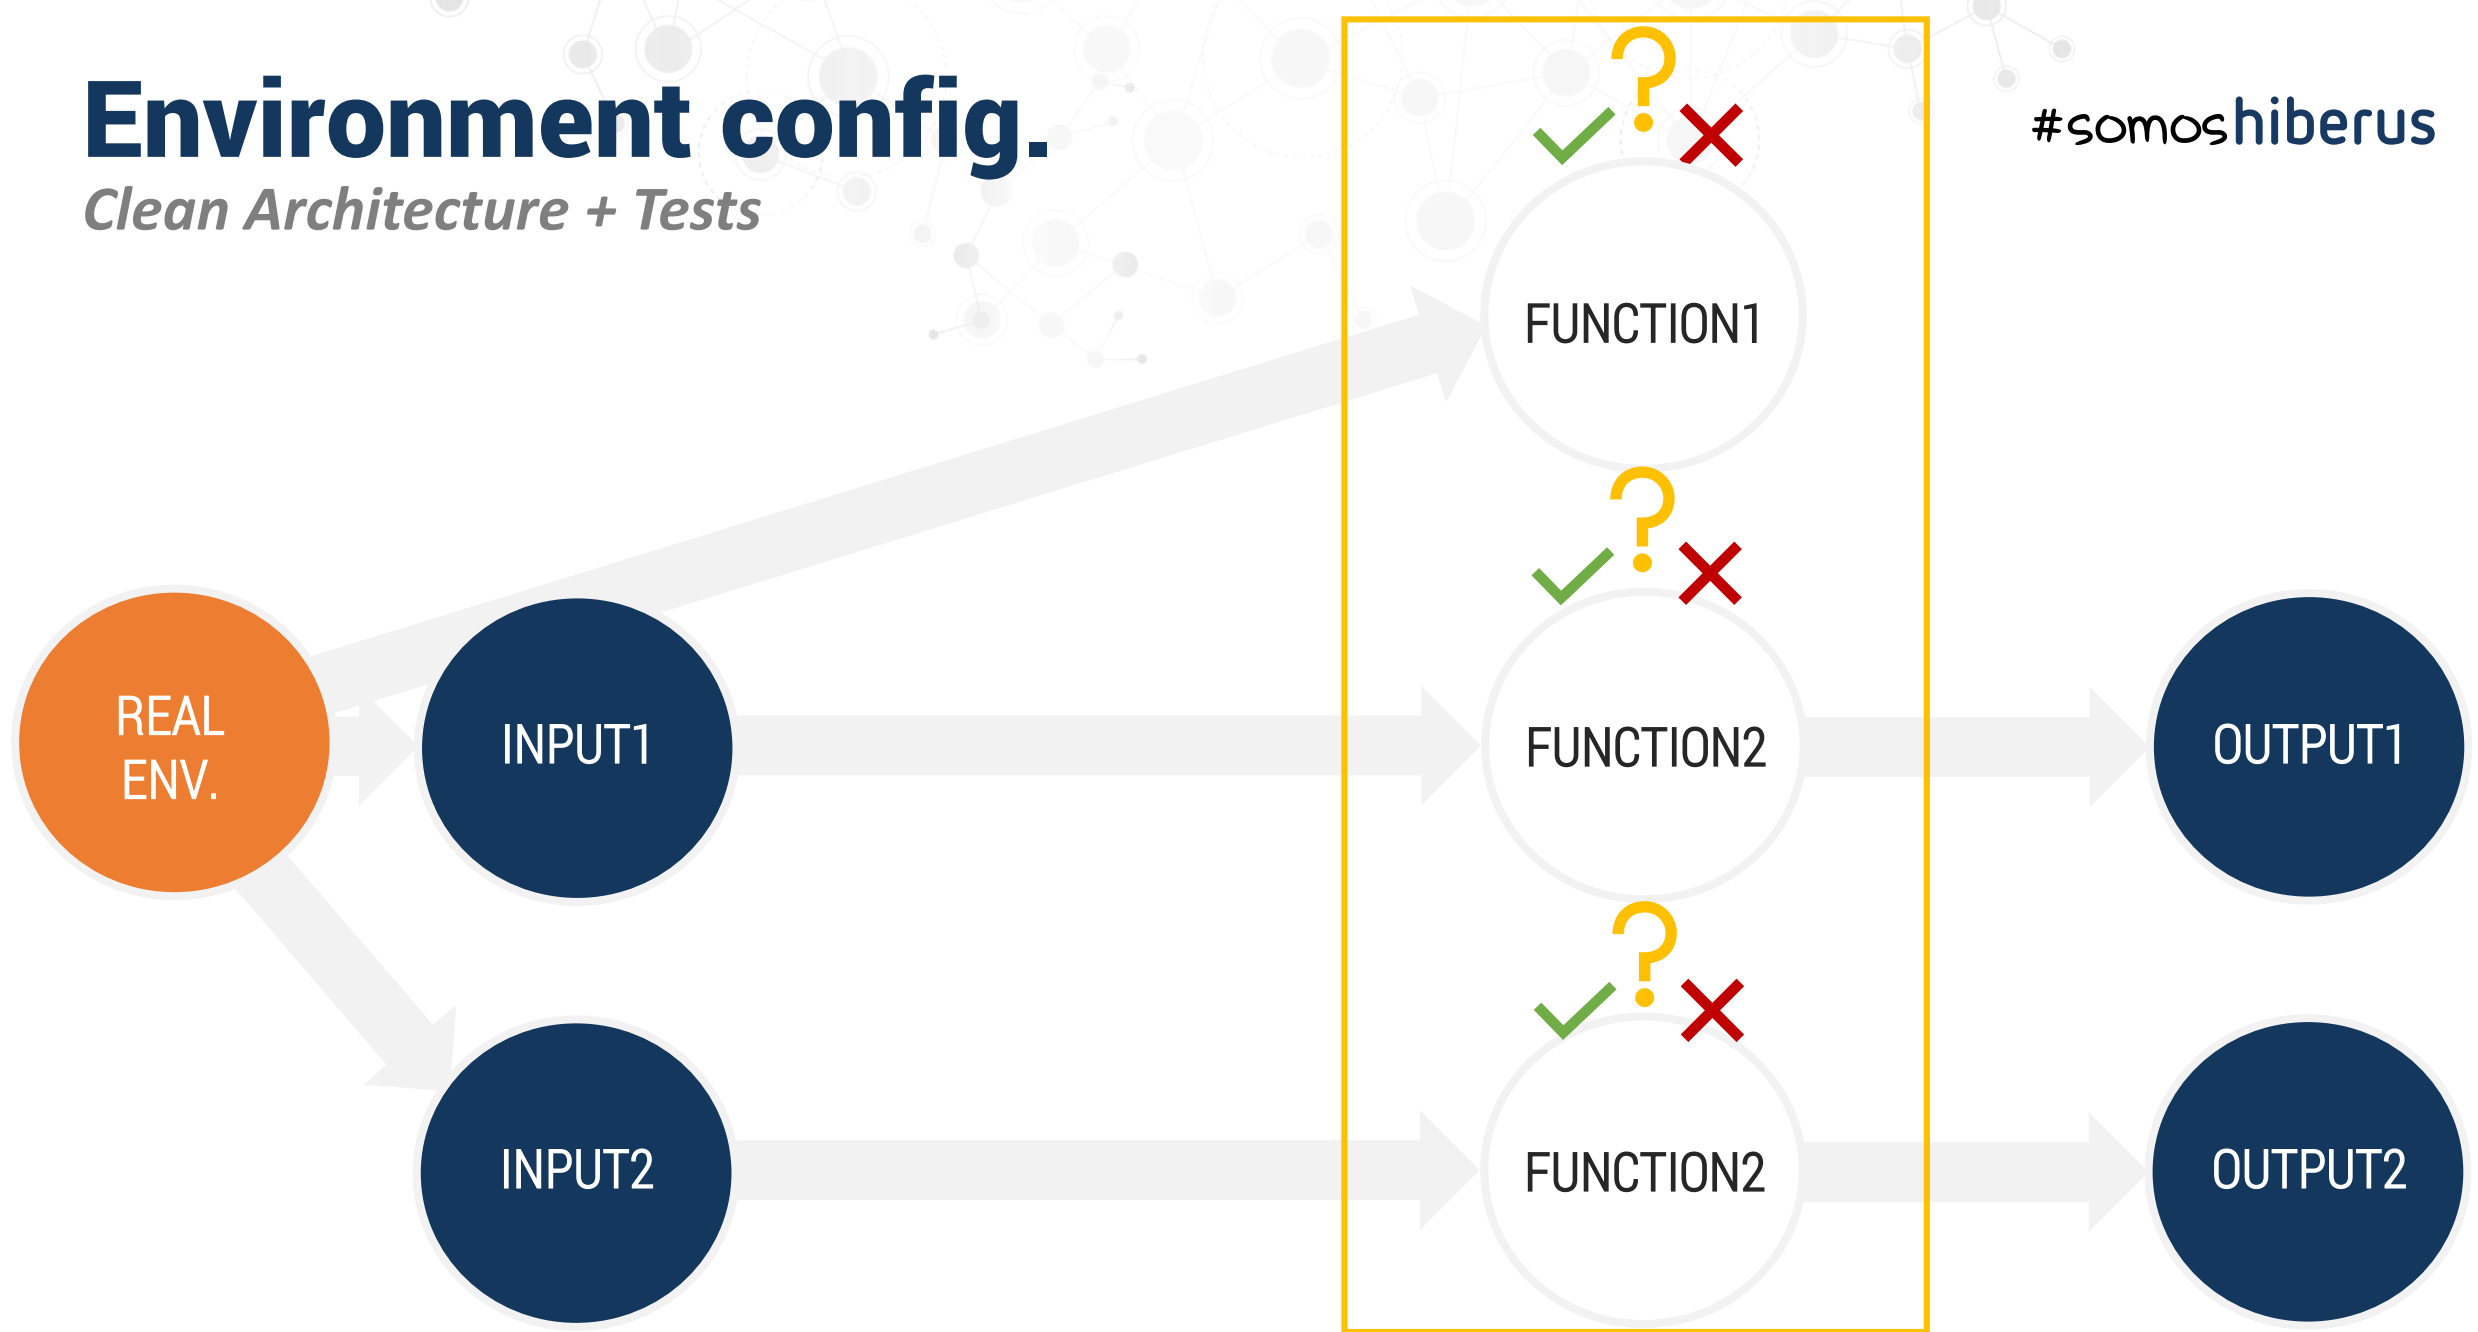 Environment config.
Clean Architecture + Tests
#somoshiberus
FUNCTION1
REAL
ENV.
INPUT1
FUNCTION2
OUTPUT1
INPUT2
FUNCTION2
OUTPUT2